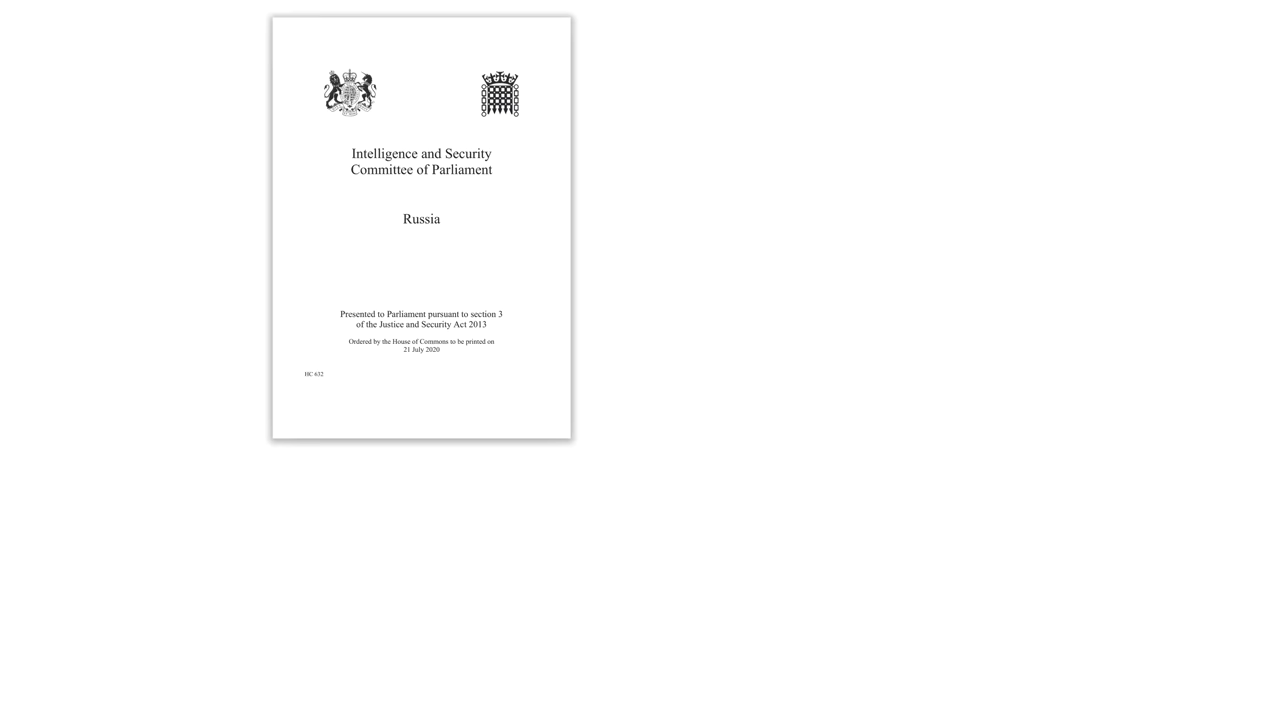 Intelligence and Security
Committee of Parliament
Russia
Presented to Parliament pursuant to section 3
of the Justice and Security Act 2013
Ordered by the House of Commons to be printed on
21 July 2020
HC 632